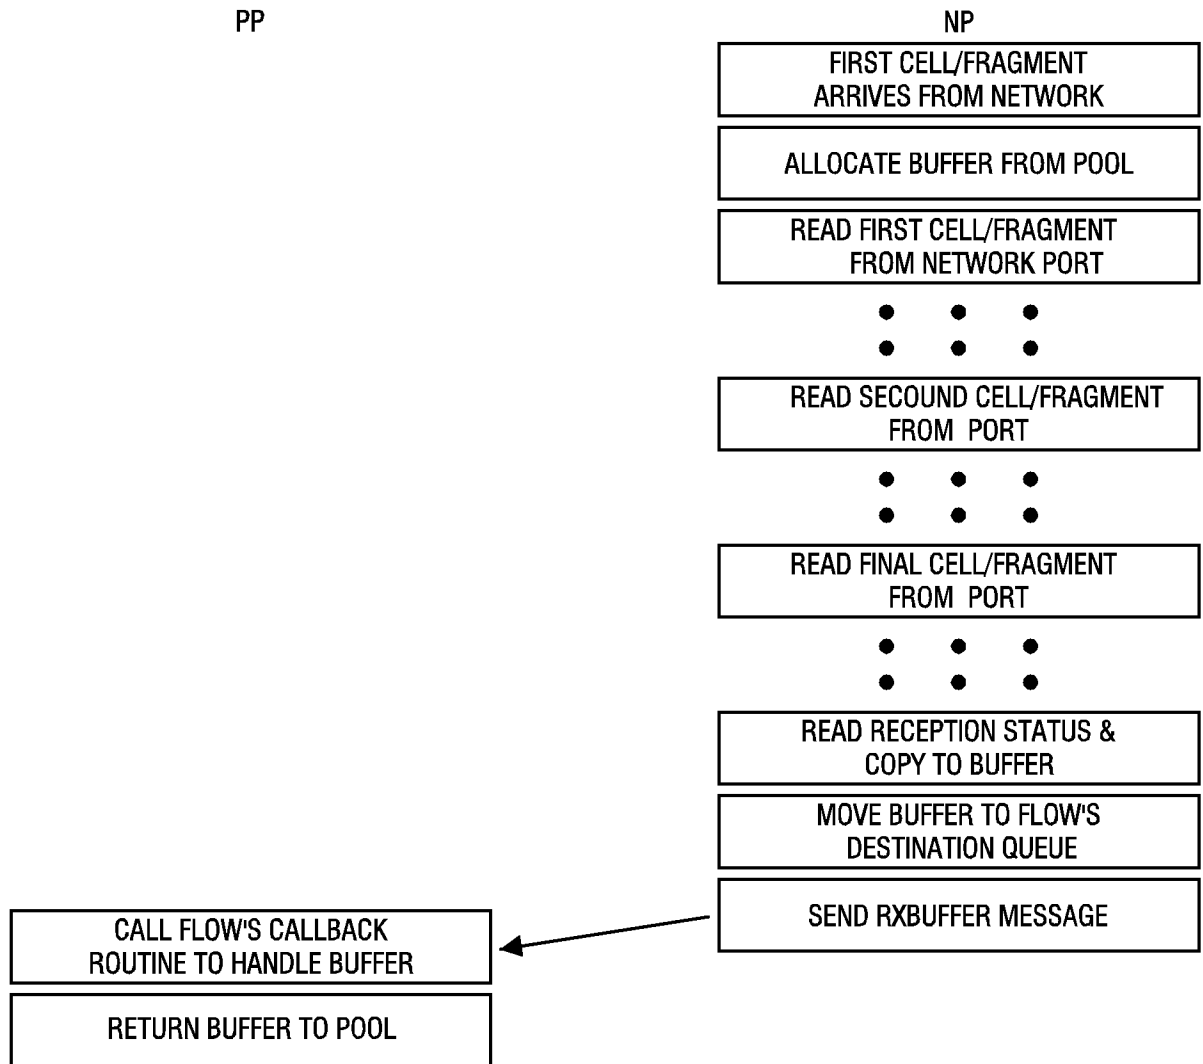 PP
NP
FIRST CELL/FRAGMENT
ARRIVES FROM NETWORK
ALLOCATE BUFFER FROM POOL
READ FIRST CELL/FRAGMENT
FROM NETWORK PORT
READ SECOUND CELL/FRAGMENT
FROM PORT
READ FINAL CELL/FRAGMENT
FROM PORT
READ RECEPTION STATUS &
COPY TO BUFFER
MOVE BUFFER TO FLOW'S
DESTINATION QUEUE
SEND RXBUFFER MESSAGE
CALL FLOW'S CALLBACK
ROUTINE TO HANDLE BUFFER
RETURN BUFFER TO POOL